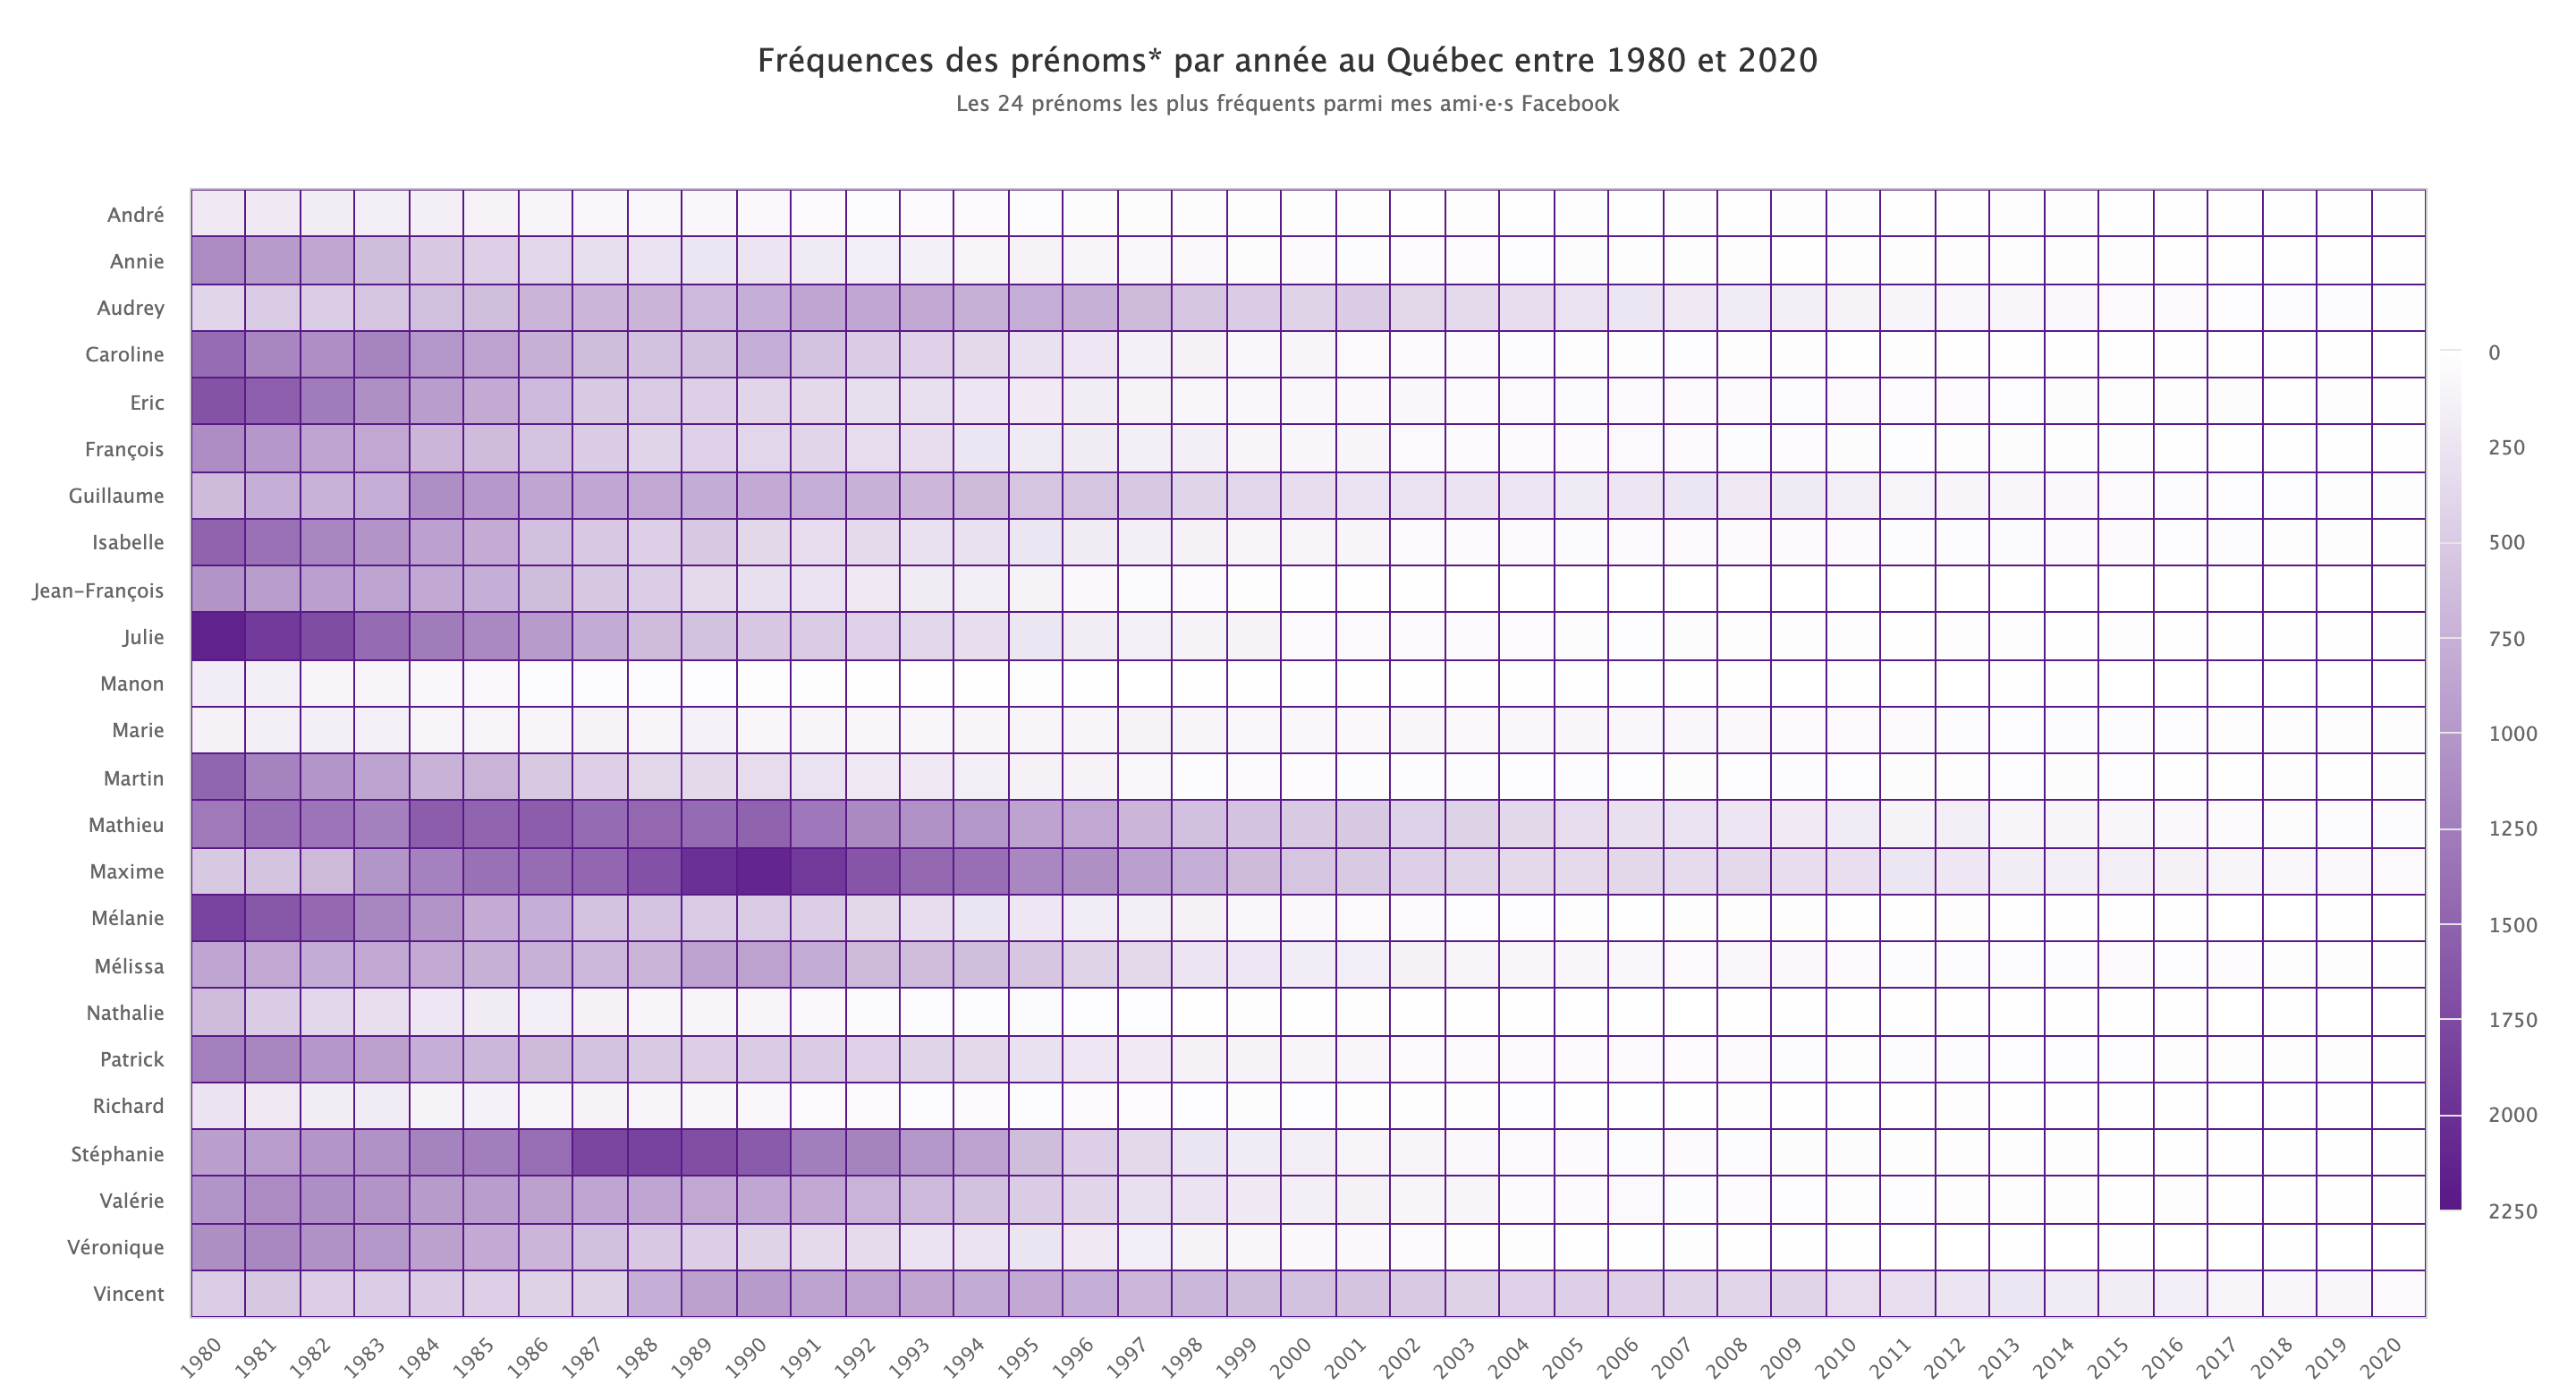 Fréquences des prénoms* par année au Québec entre 1980 et 2020
Les 24 prénoms les plus fréquents parmi mes ami·e·s Facebook
André
Annie
Audrey
Caroline
Eric
François
Guillaume
Isabelle
Jean-François
Julie
Manon
Marie
Martin
Mathieu
Maxime
Mélanie
Mélissa
Nathalie
Patrick
Richard
Stéphanie
Valérie
Véronique
Vincent
1980 1981 1982 1983 1984 1985 1986 1987 1988 1989 1990 1991 1992 1993 1994 1995 1996 1997 1998 1999 2000 2001 2002 2003 2004 2005 2006 2007 2008 2009 2010 2011 2012 2013 2014 2015 2016 2017 2018 2019 2020
0
250
500
750
1000
1250
1500
1750
2000
2250